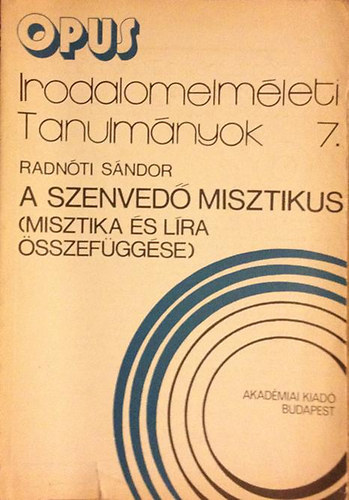 OPUS
Irodalomelméleti
Tanulmányok 7.
RADNÓTI SÁNDOR
A SZENVEDŐ MISZTIKUS
(MISZTIKA ÉS LÍRA
ÖSSZEFÜGGÉSE)
AKADÉMIAI KIADÓ
BUDAPEST